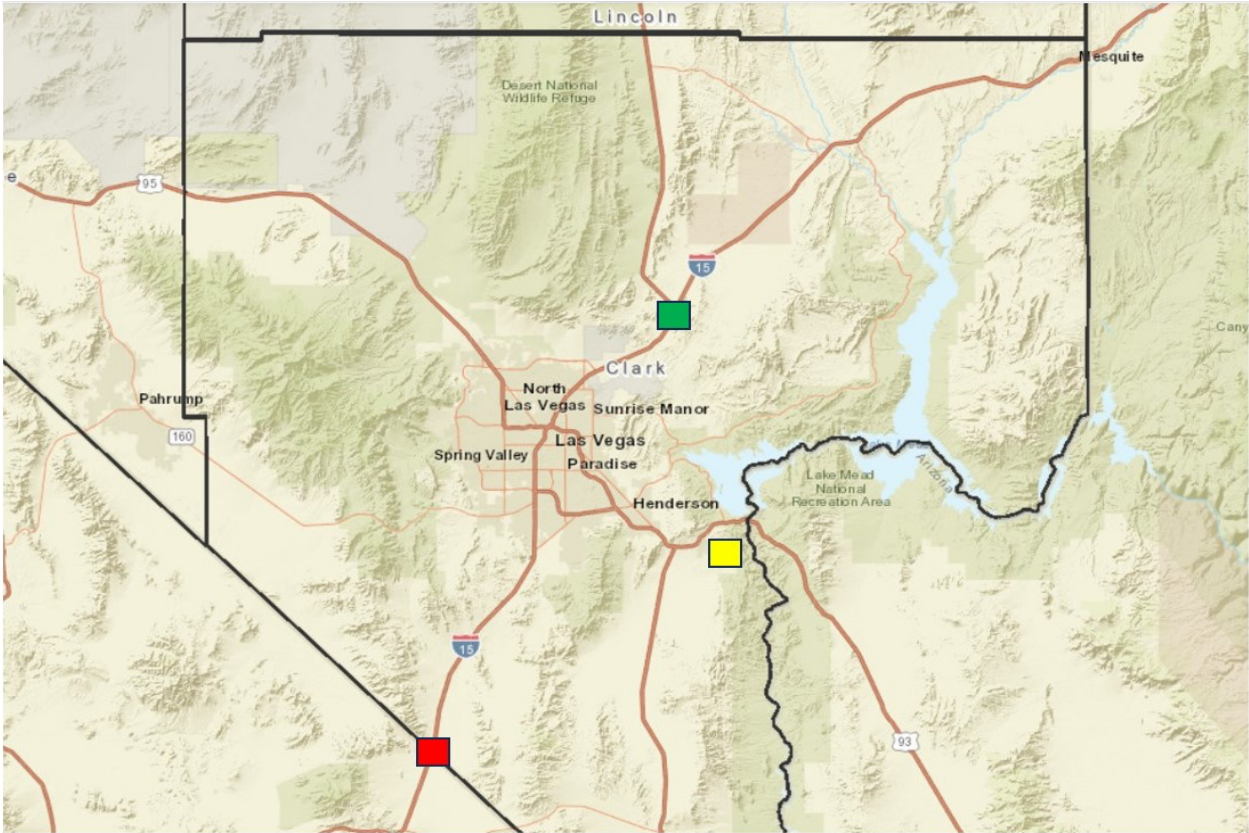 Lincoln
Mesquite
Desert National
Wildlife Refuge
e
95
15
Cany
Clark
Pahrump
North
Las Vegas
Sunrise Manor
160
Las Vegas
Spring Valley
Paradise
Lake Mead
National
Recreation Area
Arizona
Henderson
15
93